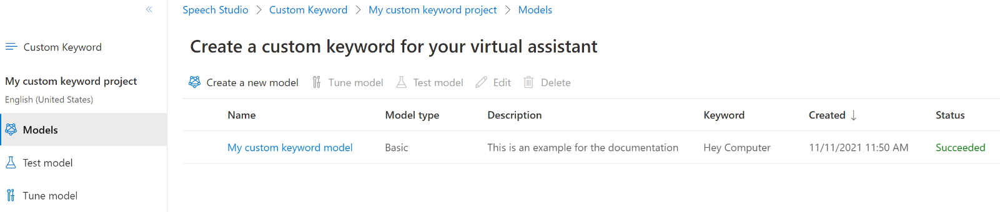 «
Speech Studio > Custom Keyword > My custom keyword project > Models
Custom Keyword
My custom keyword project
English (United States)
Models
Test model
Tune model
Create a custom keyword for your virtual assistant
Create a new model Tune model Test model Edit Delete
Name Model type Description Keyword Created ↓ Status
My custom keyword model Basic This is an example for the documentation Hey Computer 11/11/2021 11:50 AM Succeeded